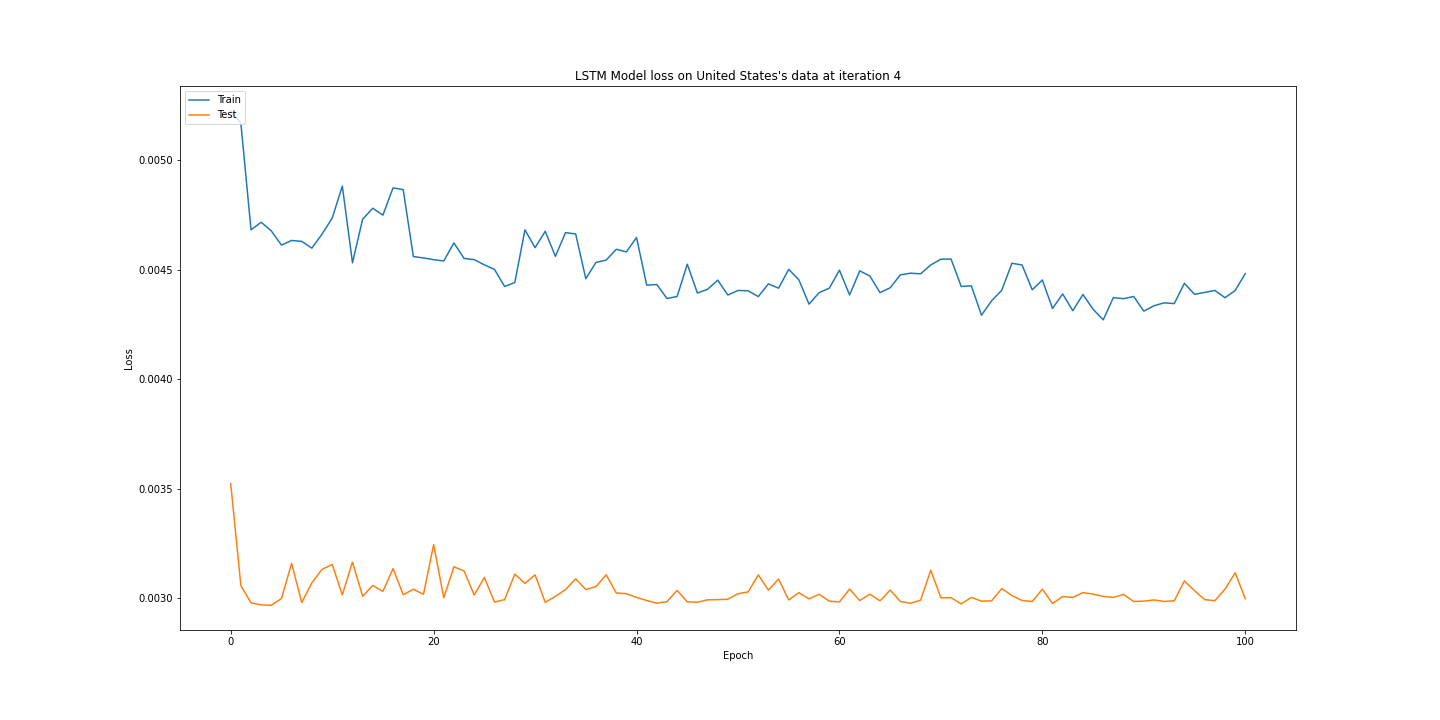 LSTM Model loss on United States's data at iteration 4
Train
Test
0.0050
0.0045
0.0040
0.0035
0.0030
Loss
0 20 40 60 80 100
Epoch